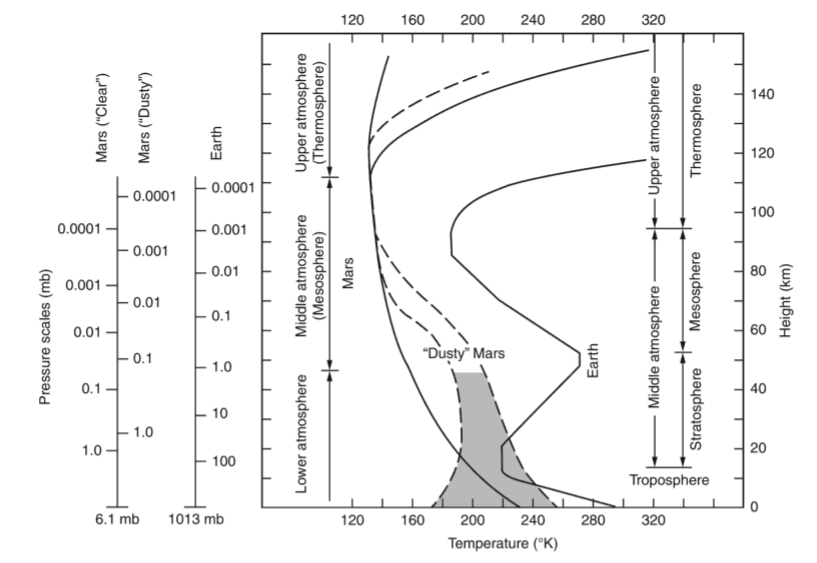 120 160 200 240 280 320
Mars ("Clear")
Mars ("Dusty")
Earth
Pressure scales (mb)
0.0001
0.001
0.01
0.1
1.0
6.1 mb
0.0001
0.001
0.01
0.1
1.0
0.0001
0.001
0.01
0.1
1.0
10
100
1013 mb
Upper atmosphere
(Thermosphere)
Middle atmosphere
(Mesosphere)
Lower atmosphere
Mars
"Dusty" Mars
Earth
Upper atmosphere
Middle atmosphere
Thermosphere
Mesosphere
Stratosphere
Troposphere
140
120
100
80
60
40
20
0
Height (km)
120 160 200 240 280 320
Temperature (°K)